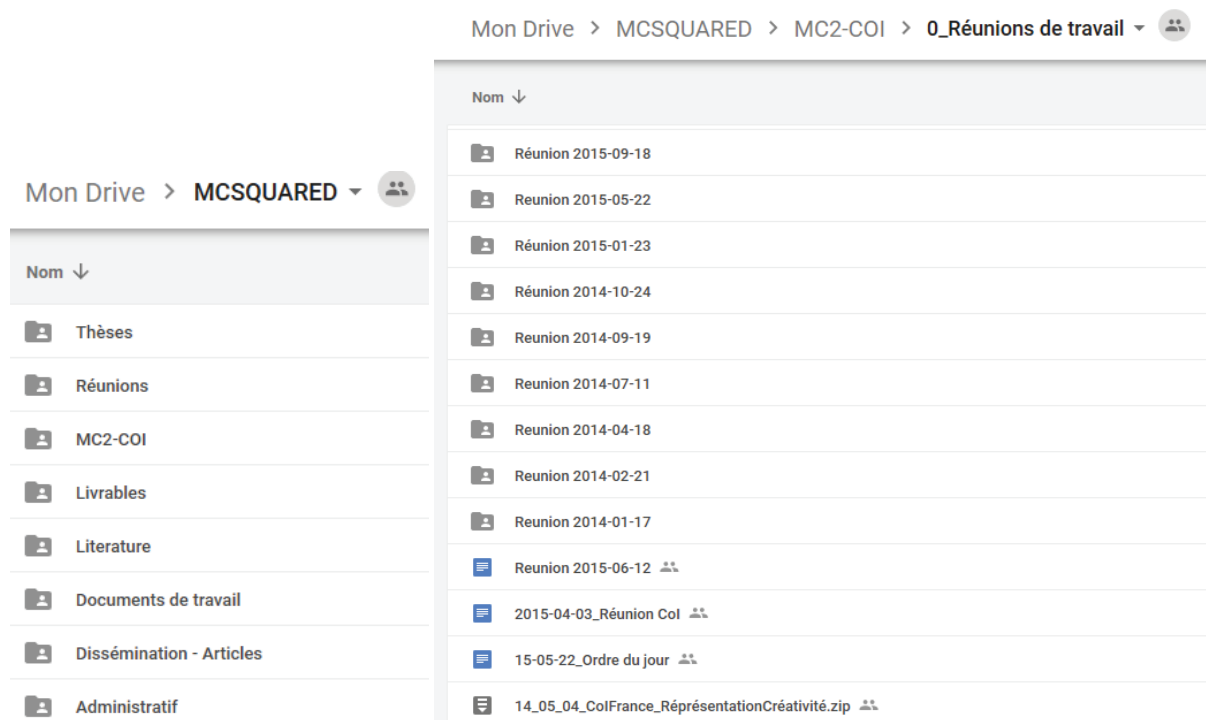 Mon Drive > MCSQUARED
Nom ↓
Thèses
Réunions
MC2-COI
Livrables
Literature
Documents de travail
Dissémination - Articles
Administratif
Mon Drive > MCSQUARED > MC2-COI > 0_Réunions de travail
Nom ↓
Réunion 2015-09-18
Reunion 2015-05-22
Réunion 2015-01-23
Réunion 2014-10-24
Reunion 2014-09-19
Reunion 2014-07-11
Reunion 2014-04-18
Reunion 2014-02-21
Reunion 2014-01-17
Reunion 2015-06-12
2015-04-03_Réunion CoI
15-05-22_Ordre du jour
14_05_04_CoIFrance_RéprésentationCréativité.zip